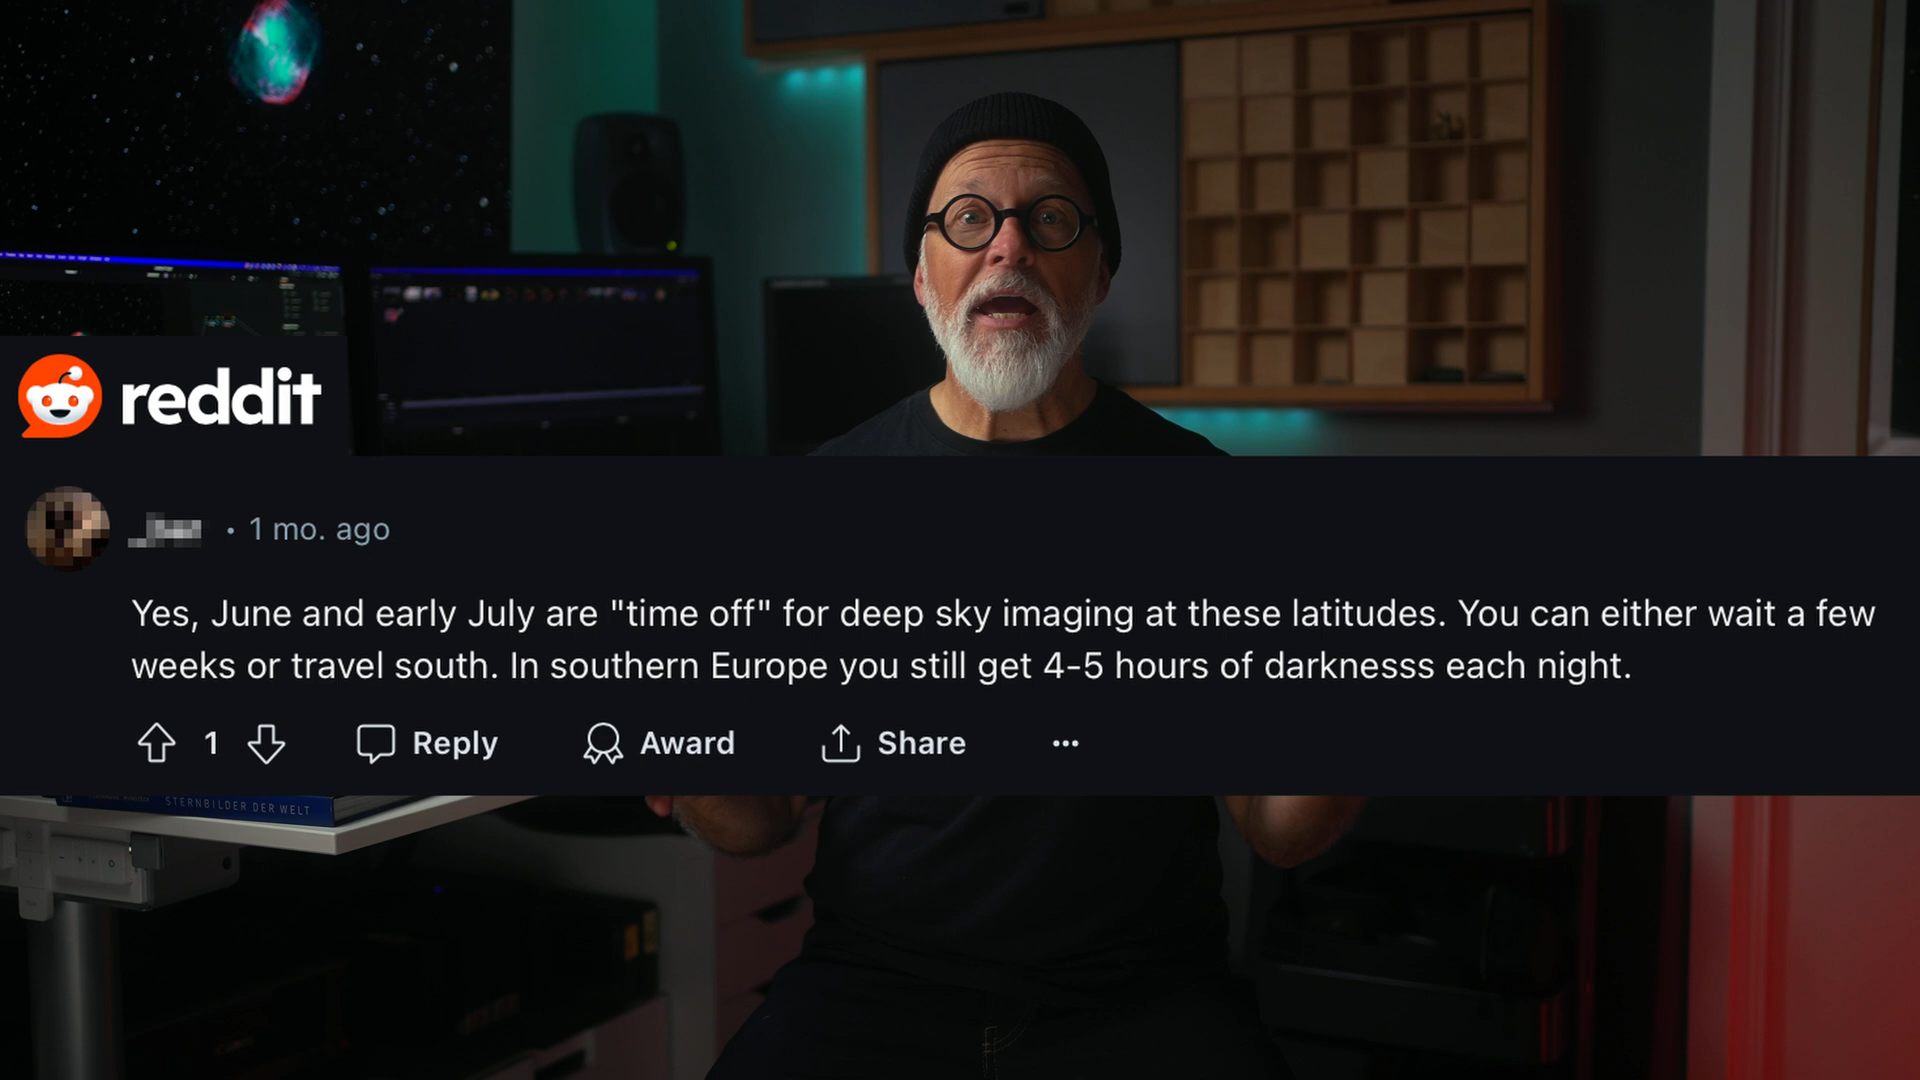 reddit
1 mo. ago
Yes, June and early July are "time off" for deep sky imaging at these latitudes. You can either wait a few
weeks or travel south. In southern Europe you still get 4-5 hours of darknesss each night.
1 Reply Award Share
STERNBILDER DER WELT